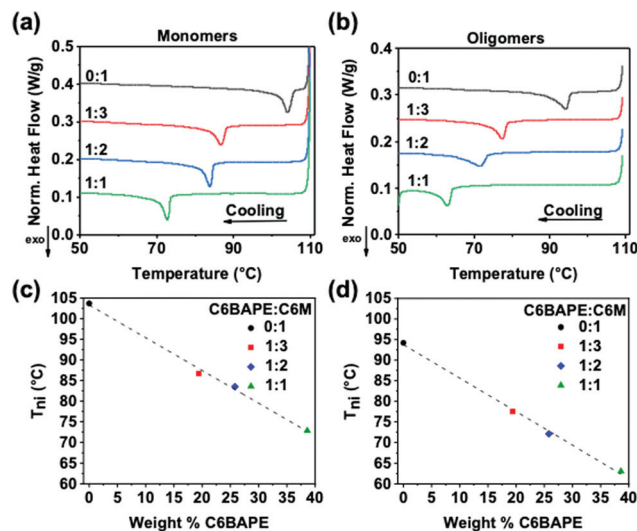 (a)
Monomers
Norm. Heat Flow (W/g)
0.5
0.4
0.3
0.2
0.1
0.0
0:1
1:3
1:2
1:1
Cooling
exo
50 70 90 110
Temperature (°C)
(b)
Oligomers
Norm. Heat Flow (W/g)
0.4
0.3
0.2
0.1
0.0
0:1
1:3
1:2
1:1
Cooling
exo
50 70 90 110
Temperature (°C)
(c)
Tni (°C)
105
100
95
90
85
80
75
70
65
60
C6BAPE:C6M
0:1
1:3
1:2
1:1
0 5 10 15 20 25 30 35 40
Weight % C6BAPE
(d)
Tni (°C)
105
100
95
90
85
80
75
70
65
60
C6BAPE:C6M
0:1
1:3
1:2
1:1
0 5 10 15 20 25 30 35 40
Weight % C6BAPE